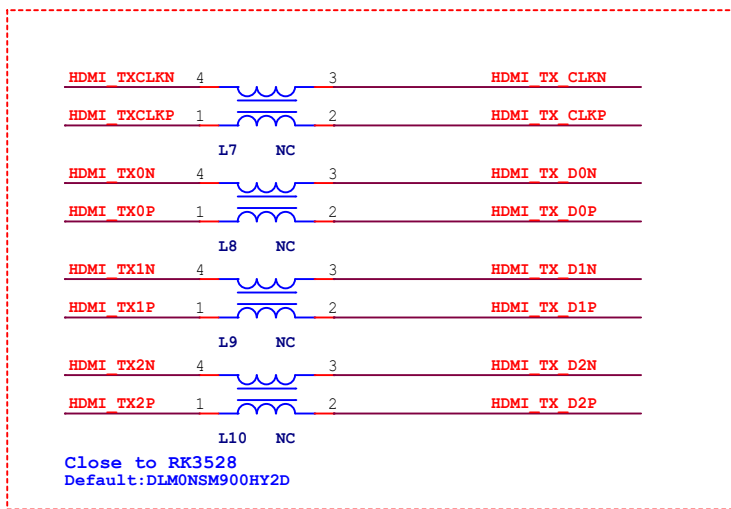 HDMI_TXCLKN 4 3 HDMI_TX_CLKN
HDMI_TXCLKP 1 2 HDMI_TX_CLKP
L7 NC
HDMI_TX0N 4 3 HDMI_TX_D0N
HDMI_TX0P 1 2 HDMI_TX_D0P
L8 NC
HDMI_TX1N 4 3 HDMI_TX_D1N
HDMI_TX1P 1 2 HDMI_TX_D1P
L9 NC
HDMI_TX2N 4 3 HDMI_TX_D2N
HDMI_TX2P 1 2 HDMI_TX_D2P
L10 NC
Close to RK3528
Default:DLM0NSM900HY2D